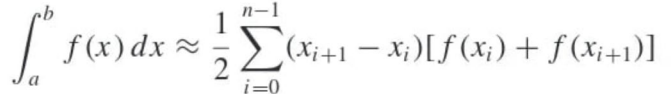 ∫_a^b f(x) dx ≈ 1/2 ∑_{i=0}^{n−1} (x_{i+1} − x_i)[f(x_i) + f(x_{i+1})]